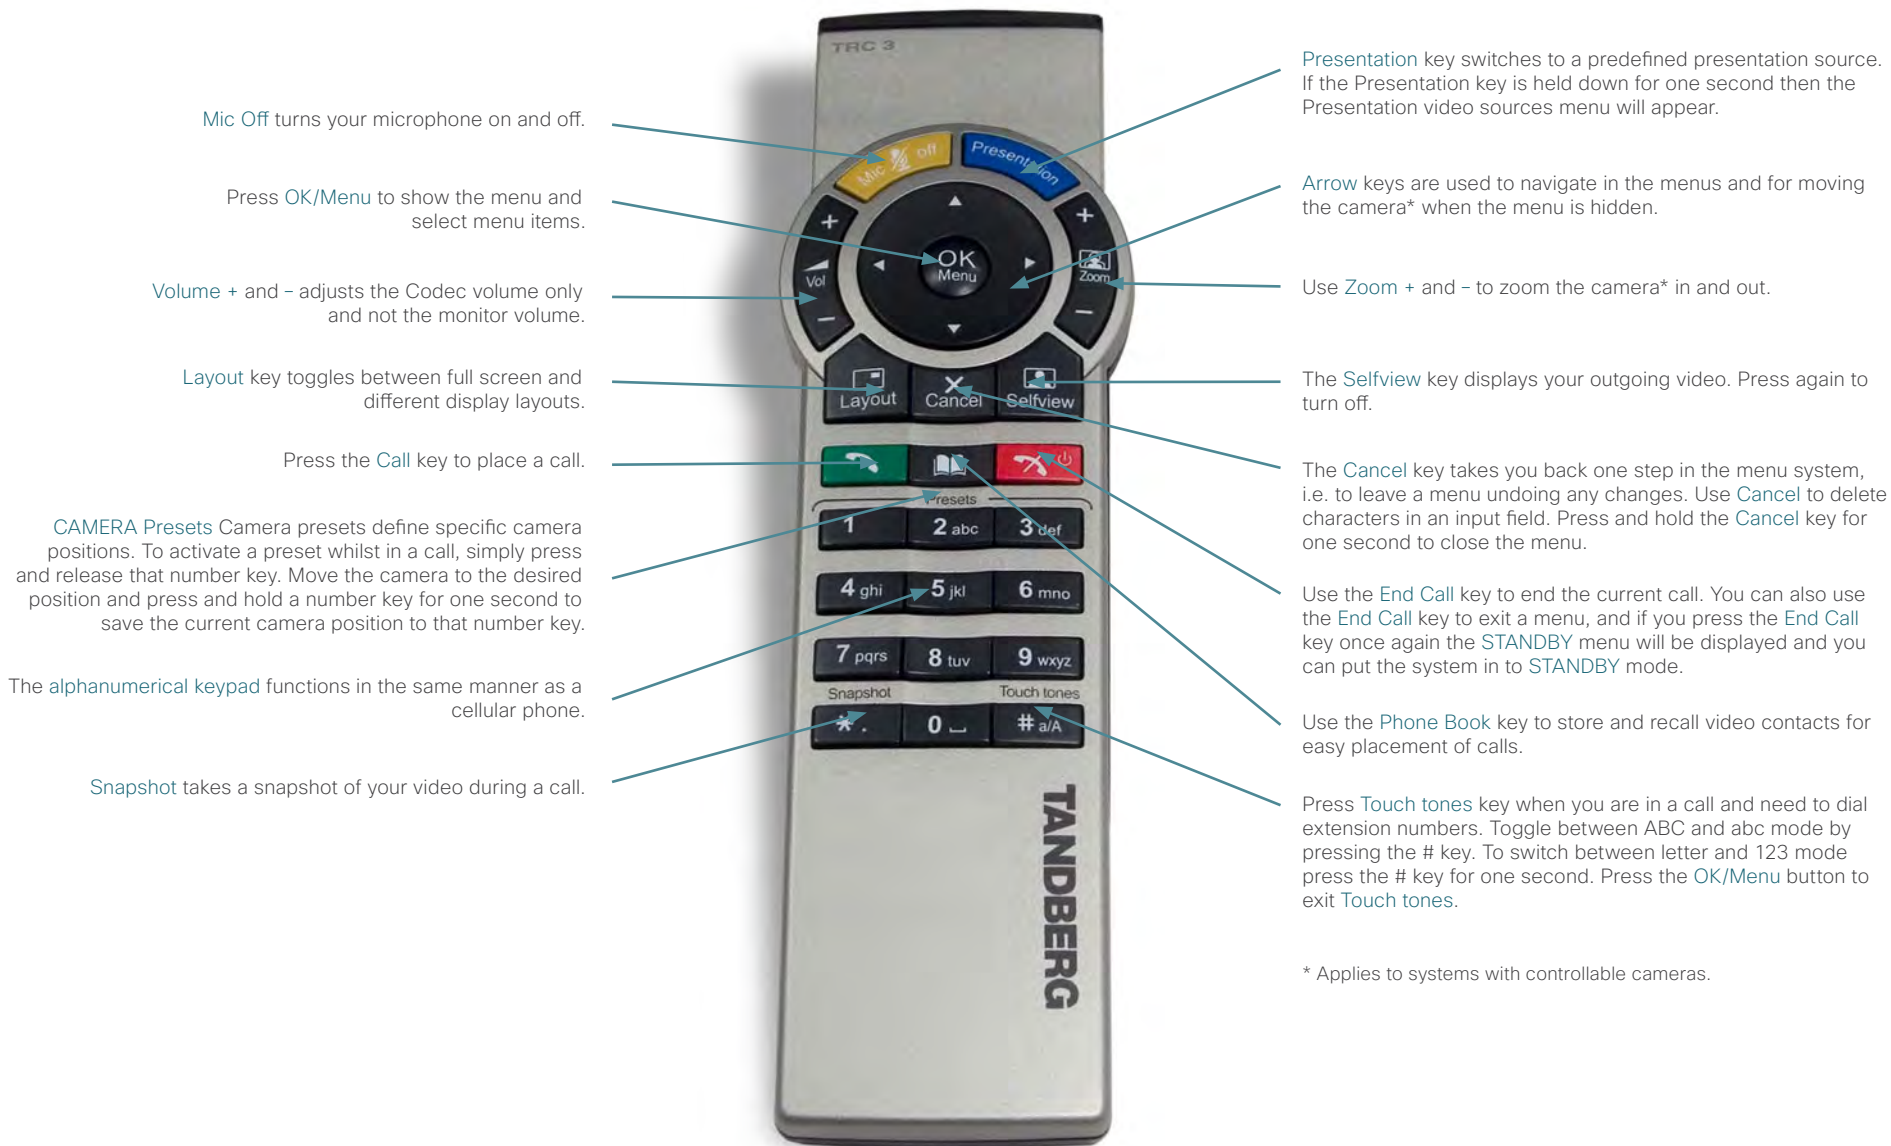 Mic Off turns your microphone on and off.
Press OK/Menu to show the menu and
select menu items.
Volume + and – adjusts the Codec volume only
and not the monitor volume.
Layout key toggles between full screen and
different display layouts.
Press the Call key to place a call.
CAMERA Presets Camera presets define specific camera
positions. To activate a preset whilst in a call, simply press
and release that number key. Move the camera to the desired
position and press and hold a number key for one second to
save the current camera position to that number key.
The alphanumerical keypad functions in the same manner as a
cellular phone.
Snapshot takes a snapshot of your video during a call.
TRC 3
Mic off
Presentation
+
+
OK
Menu
Vol
Zoom
–
–
Layout
Cancel
Selfview
Presets
1
2 abc
3 def
4 ghi
5 jkl
6 mno
7 pqrs
8 tuv
9 wxyz
Snapshot
Touch tones
* .
0
# a/A
TANDBERG
Presentation key switches to a predefined presentation source.
If the Presentation key is held down for one second then the
Presentation video sources menu will appear.
Arrow keys are used to navigate in the menus and for moving
the camera* when the menu is hidden.
Use Zoom + and – to zoom the camera* in and out.
The Selfview key displays your outgoing video. Press again to
turn off.
The Cancel key takes you back one step in the menu system,
i.e. to leave a menu undoing any changes. Use Cancel to delete
characters in an input field. Press and hold the Cancel key for
one second to close the menu.
Use the End Call key to end the current call. You can also use
the End Call key to exit a menu, and if you press the End Call
key once again the STANDBY menu will be displayed and you
can put the system in to STANDBY mode.
Use the Phone Book key to store and recall video contacts for
easy placement of calls.
Press Touch tones key when you are in a call and need to dial
extension numbers. Toggle between ABC and abc mode by
pressing the # key. To switch between letter and 123 mode
press the # key for one second. Press the OK/Menu button to
exit Touch tones.
* Applies to systems with controllable cameras.